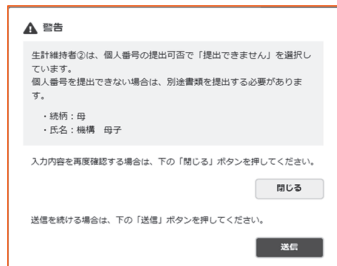 警告
生計維持者②は、個人番号の提出可否で「提出できません」を選択し
ています。
個人番号を提出できない場合は、別途書類を提出する必要がありま
す。
・続柄：母
・氏名：機構　母子
入力内容を再度確認する場合は、下の「閉じる」ボタンを押してください。
閉じる
送信を続ける場合は、下の「送信」ボタンを押してください。
送信